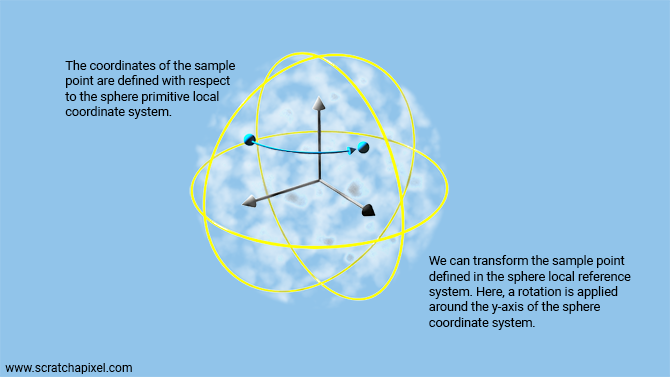 The coordinates of the sample
point are defined with respect
to the sphere primitive local
coordinate system.
We can transform the sample point
defined in the sphere local reference
system. Here, a rotation is applied
around the y-axis of the sphere
coordinate system.
www.scratchapixel.com